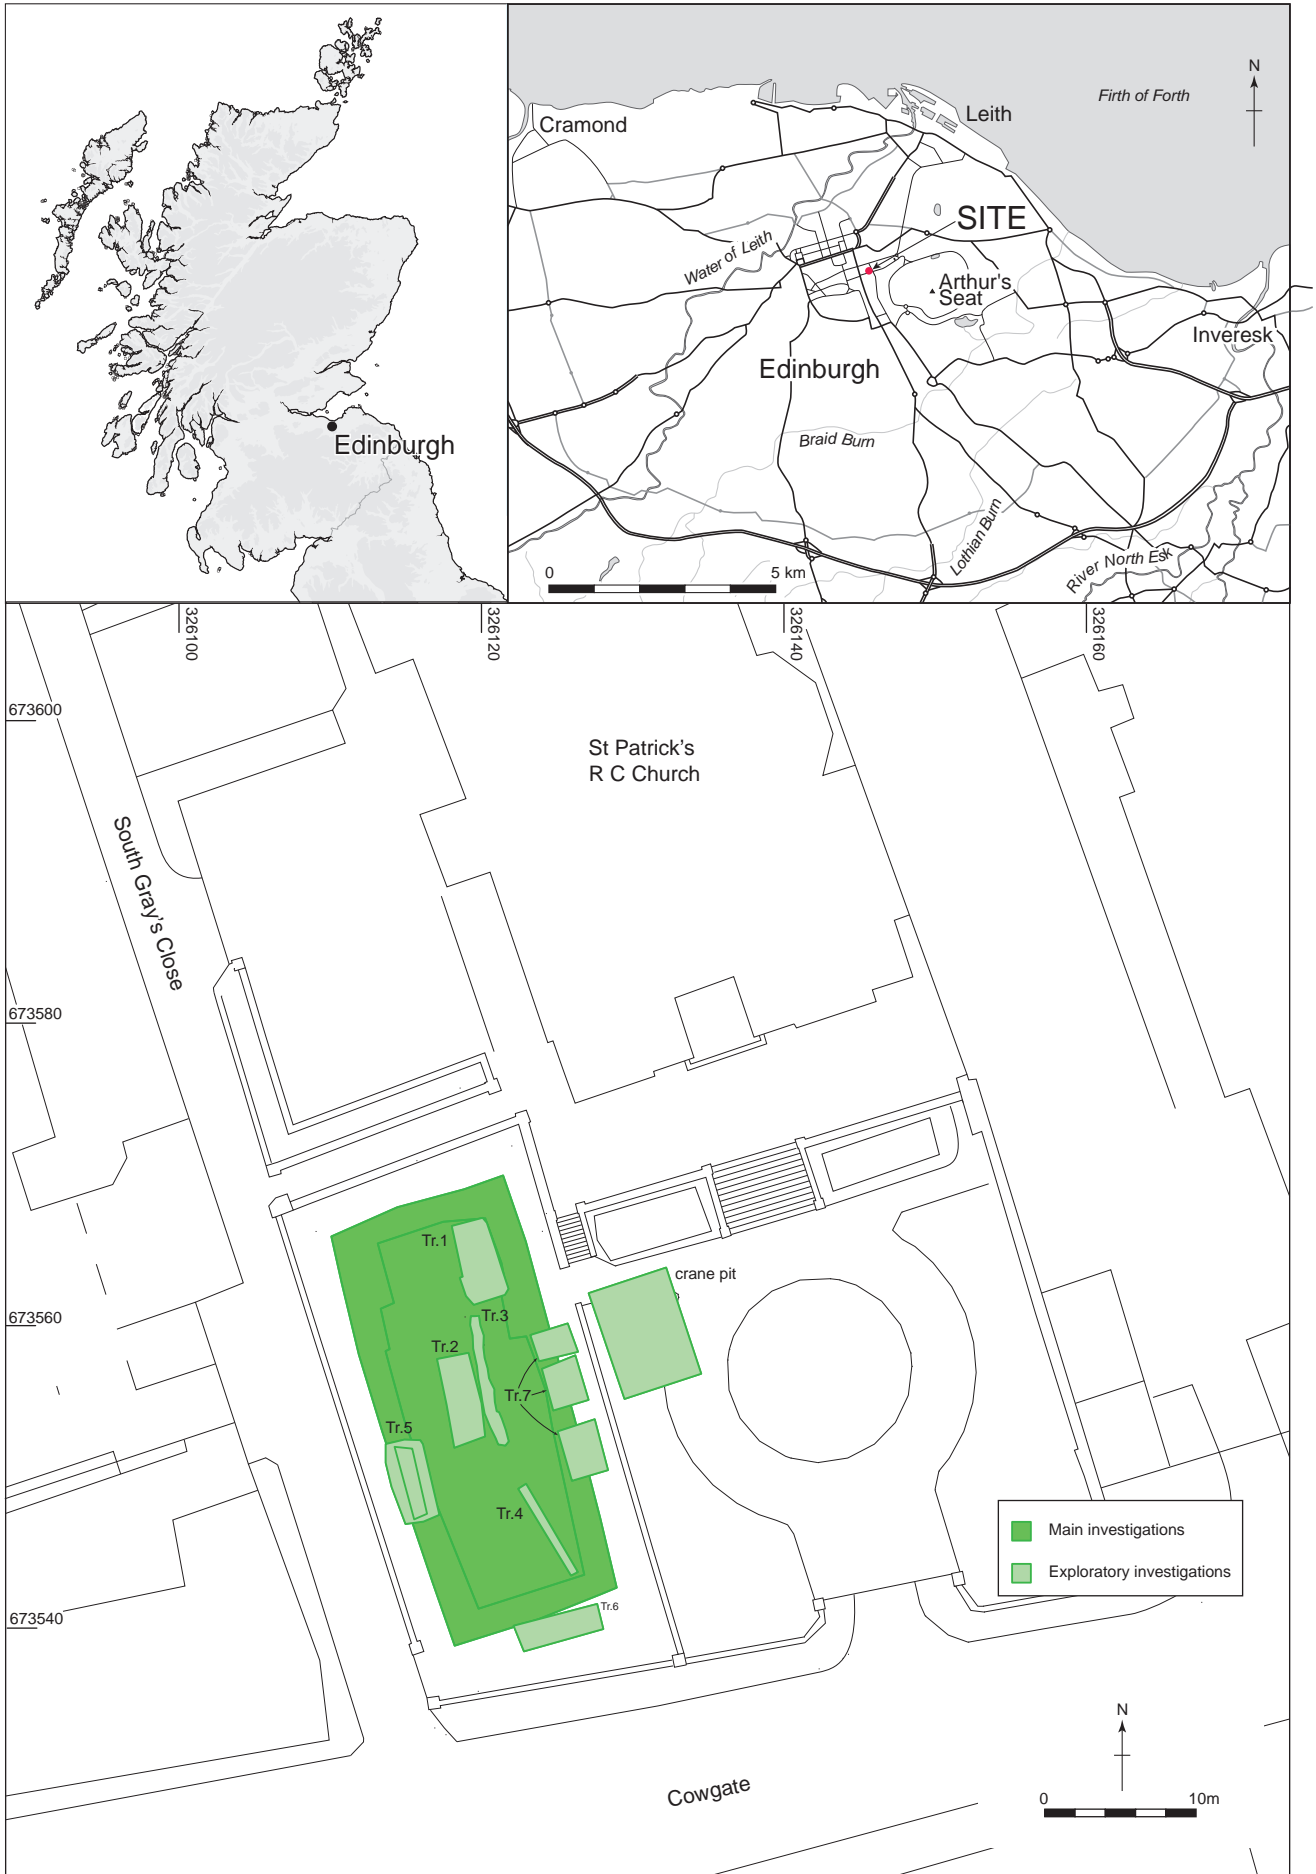 Edinburgh
N
Firth of Forth
Cramond
Leith
SITE
Water of Leith
Arthur's
Seat
Inveresk
Edinburgh
Braid Burn
Lothian Burn
River North Esk
0
5 km
326100
326120
326140
326160
673600
St Patrick's
R C Church
South Gray's Close
673580
Tr.1
crane pit
673560
Tr.3
Tr.2
Tr.7
Tr.5
Tr.4
Main investigations
Exploratory investigations
673540
Tr.6
N
Cowgate
0
10m